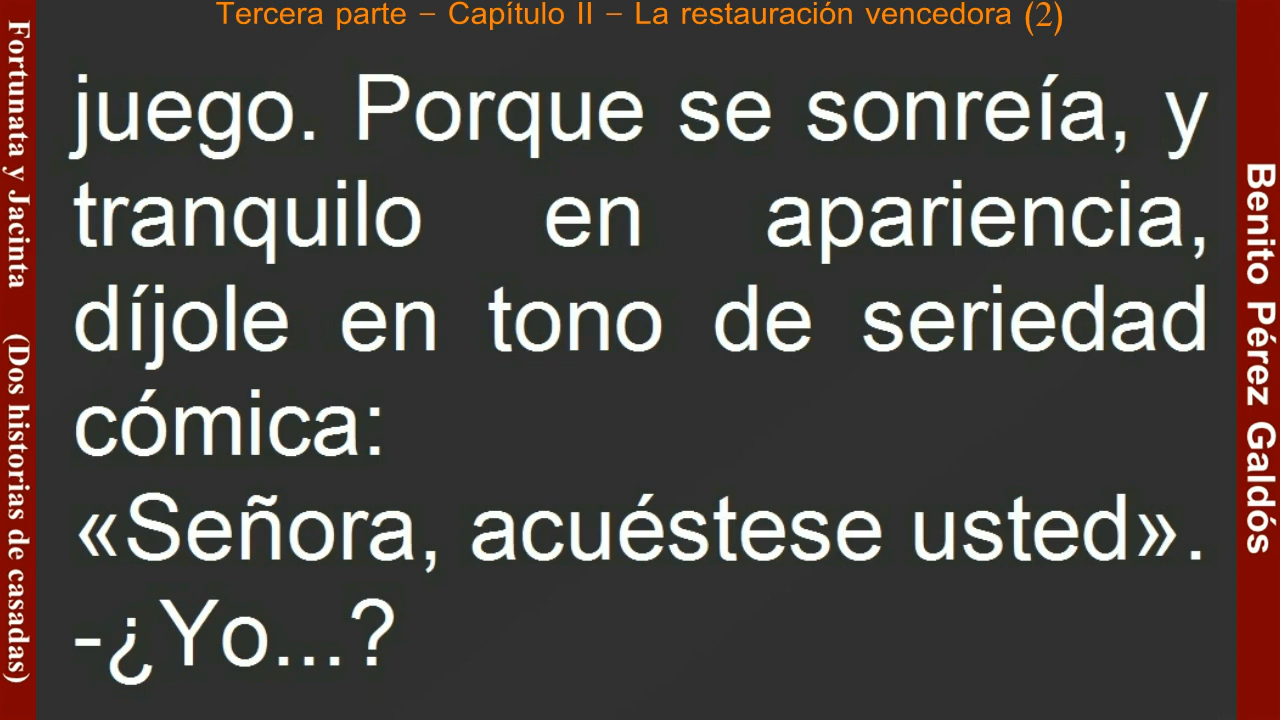 Tercera parte – Capítulo II – La restauración vencedora (2)
Fortunata y Jacinta (Dos historias de casadas)
juego. Porque se sonreía, y
tranquilo en apariencia,
díjole en tono de seriedad
cómica:
«Señora, acuéstese usted».
-¿Yo...?
Benito Pérez Galdós